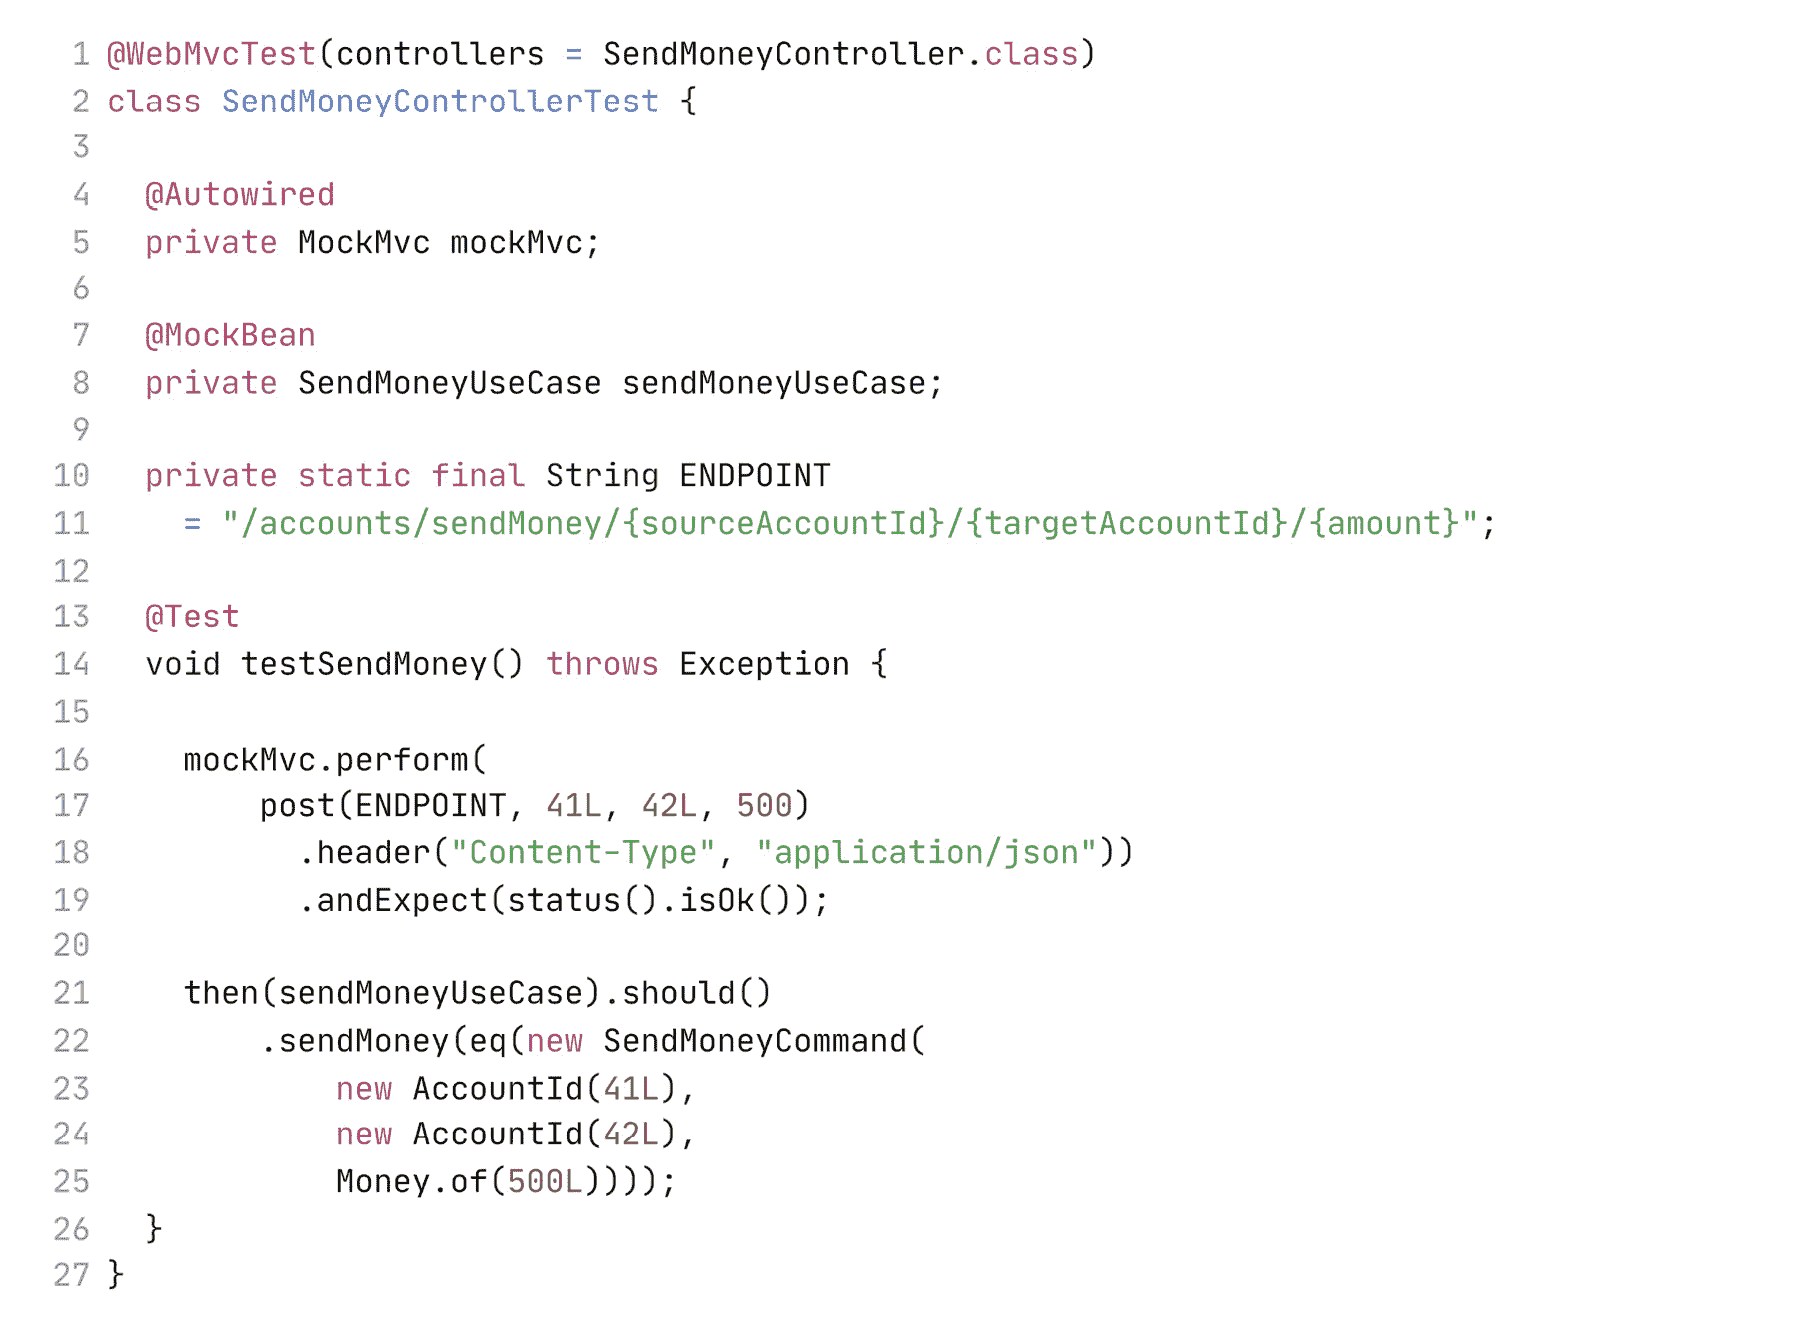 1 @WebMvcTest(controllers = SendMoneyController.class)
2 class SendMoneyControllerTest {
3
4   @Autowired
5   private MockMvc mockMvc;
6
7   @MockBean
8   private SendMoneyUseCase sendMoneyUseCase;
9
10   private static final String ENDPOINT
11     = "/accounts/sendMoney/{sourceAccountId}/{targetAccountId}/{amount}";
12
13   @Test
14   void testSendMoney() throws Exception {
15
16     mockMvc.perform(
17         post(ENDPOINT, 41L, 42L, 500)
18           .header("Content-Type", "application/json"))
19           .andExpect(status().isOk());
20
21     then(sendMoneyUseCase).should()
22         .sendMoney(eq(new SendMoneyCommand(
23             new AccountId(41L),
24             new AccountId(42L),
25             Money.of(500L))));
26   }
27 }